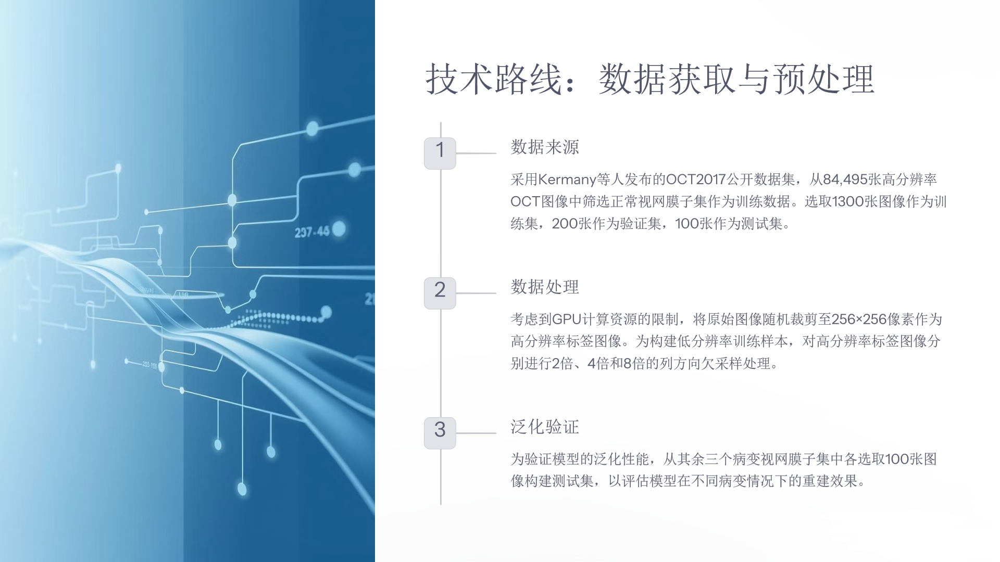 技术路线：数据获取与预处理
1
数据来源
采用Kermany等人发布的OCT2017公开数据集，从84,495张高分辨率
OCT图像中筛选正常视网膜子集作为训练数据。选取1300张图像作为训
练集，200张作为验证集，100张作为测试集。
2
数据处理
考虑到GPU计算资源的限制，将原始图像随机裁剪至256×256像素作为
高分辨率标签图像。为构建低分辨率训练样本，对高分辨率标签图像分
别进行2倍、4倍和8倍的列方向欠采样处理。
3
泛化验证
为验证模型的泛化性能，从其余三个病变视网膜子集中各选取100张图
像构建测试集，以评估模型在不同病变情况下的重建效果。
237-46